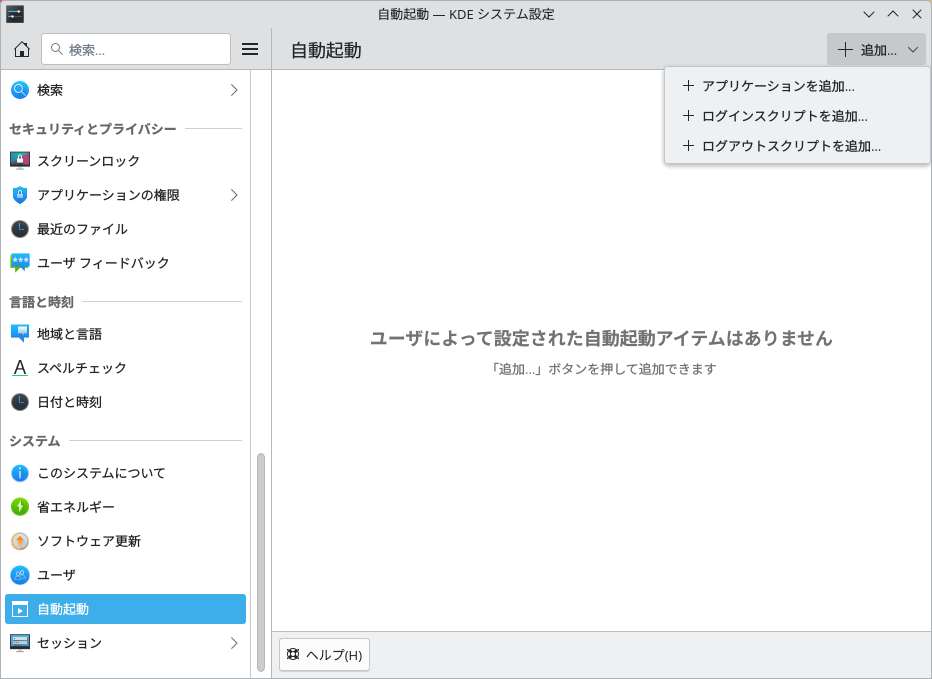 自動起動 — KDE システム設定
検索...
自動起動
追加...
アプリケーションを追加...
ログインスクリプトを追加...
ログアウトスクリプトを追加...
検索
セキュリティとプライバシー
スクリーンロック
アプリケーションの権限
最近のファイル
ユーザ フィードバック
言語と時刻
地域と言語
スペルチェック
日付と時刻
システム
このシステムについて
省エネルギー
ソフトウェア更新
ユーザ
自動起動
セッション
ユーザによって設定された自動起動アイテムはありません
「追加...」ボタンを押して追加できます
ヘルプ(H)